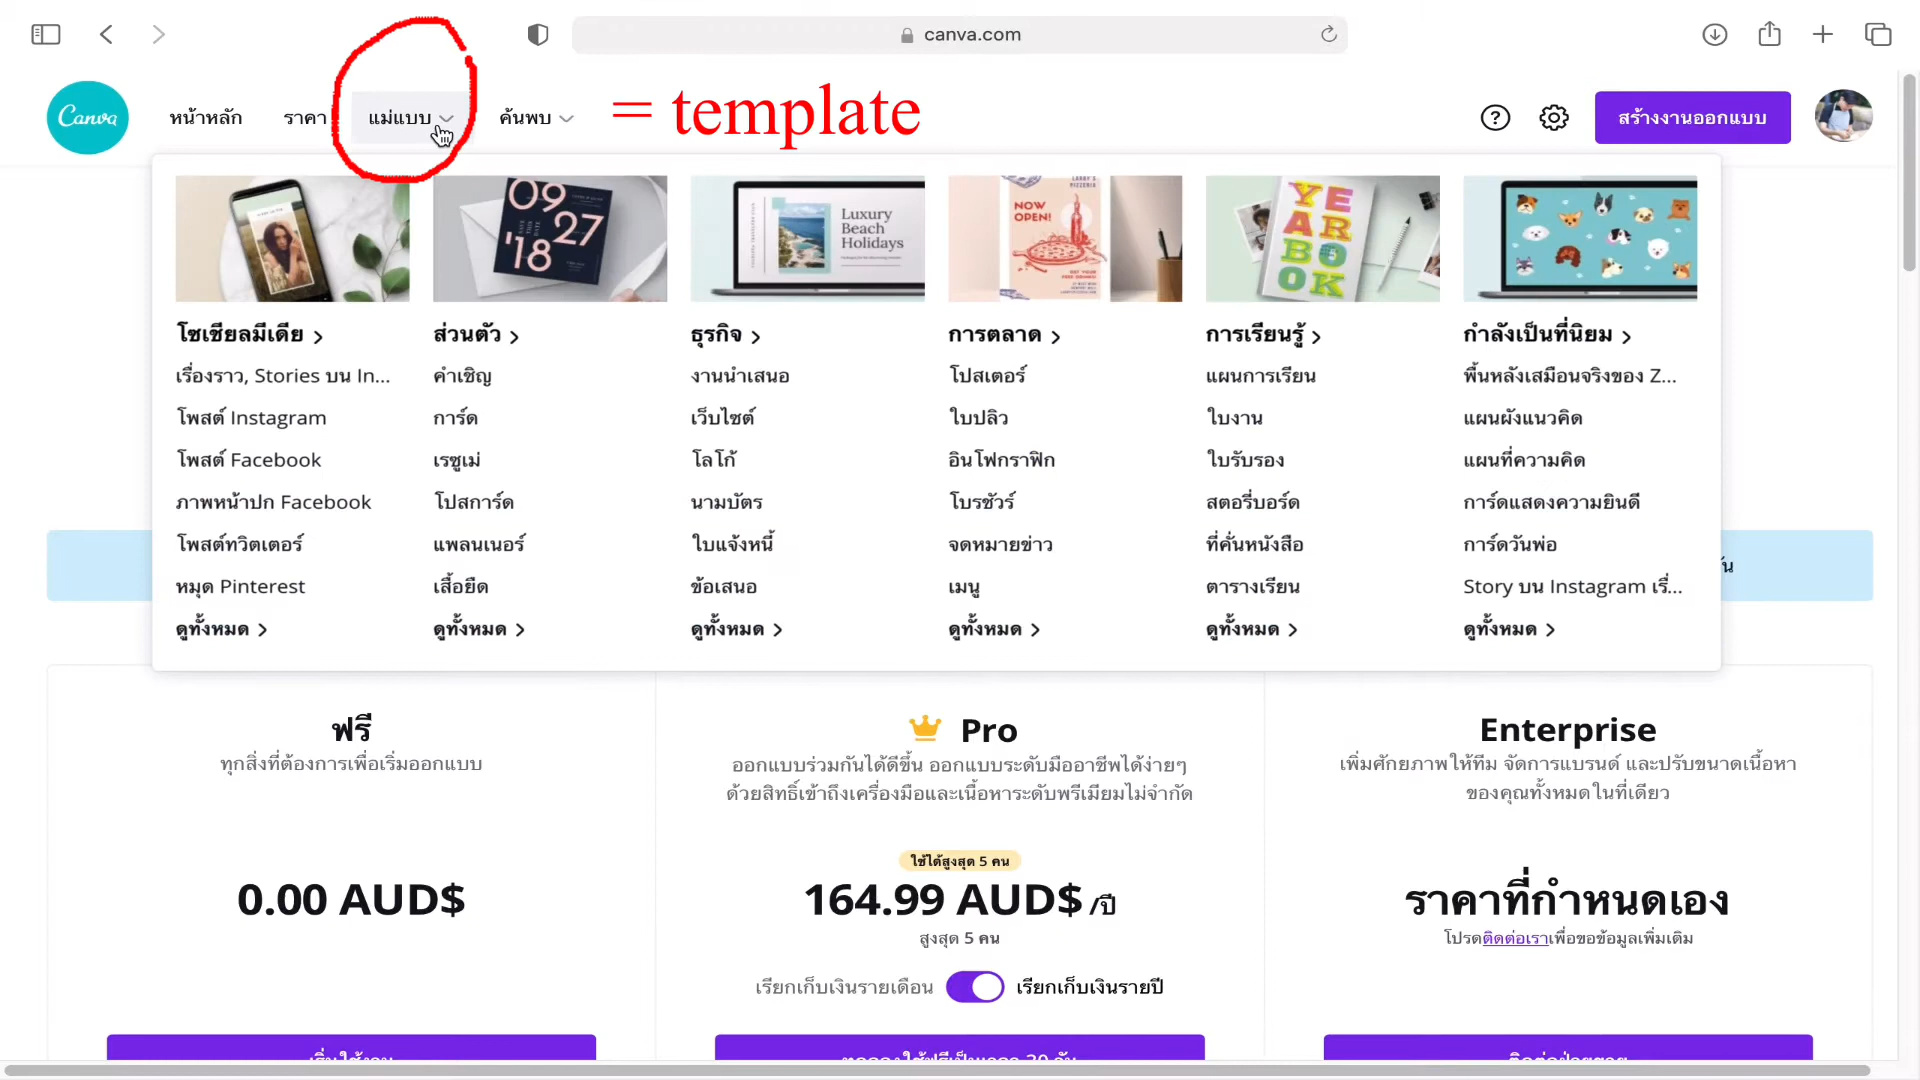 canva.com
Canva
หน้าหลัก ราคา แม่แบบ ค้นพบ = template
สร้างงานออกแบบ
09
27
'18
Luxury
Beach
Holidays
LARRY'S
PIZZERIA
NOW
OPEN!
YE
AR
BO
OK
โซเชียลมีเดีย
เรื่องราว, Stories บน In...
โพสต์ Instagram
โพสต์ Facebook
ภาพหน้าปก Facebook
โพสต์ทวิตเตอร์
หมุด Pinterest
ดูทั้งหมด
ส่วนตัว
คำเชิญ
การ์ด
เรซูเม่
โปสการ์ด
แพลนเนอร์
เสื้อยืด
ดูทั้งหมด
ธุรกิจ
งานนำเสนอ
เว็บไซต์
โลโก้
นามบัตร
ใบแจ้งหนี้
ข้อเสนอ
ดูทั้งหมด
การตลาด
โปสเตอร์
ใบปลิว
อินโฟกราฟิก
โบรชัวร์
จดหมายข่าว
เมนู
ดูทั้งหมด
การเรียนรู้
แผนการเรียน
ใบงาน
ใบรับรอง
สตอรี่บอร์ด
ที่คั่นหนังสือ
ตารางเรียน
ดูทั้งหมด
กำลังเป็นที่นิยม
พื้นหลังเสมือนจริงของ Z...
แผนผังแนวคิด
แผนที่ความคิด
การ์ดแสดงความยินดี
การ์ดวันพ่อ
Story บน Instagram เรื่...
ดูทั้งหมด
ฟรี
ทุกสิ่งที่ต้องการเพื่อเริ่มออกแบบ
0.00 AUD$
Pro
ออกแบบร่วมกันได้ดีขึ้น ออกแบบระดับมืออาชีพได้ง่ายๆ
ด้วยสิทธิ์เข้าถึงเครื่องมือและเนื้อหาระดับพรีเมียมไม่จำกัด
ใช้ได้สูงสุด 5 คน
164.99 AUD$ /ปี
สูงสุด 5 คน
เรียกเก็บเงินรายเดือน เรียกเก็บเงินรายปี
Enterprise
เพิ่มศักยภาพให้ทีม จัดการแบรนด์ และปรับขนาดเนื้อหา
ของคุณทั้งหมดในที่เดียว
ราคาที่กำหนดเอง
โปรดติดต่อเราเพื่อขอข้อมูลเพิ่มเติม